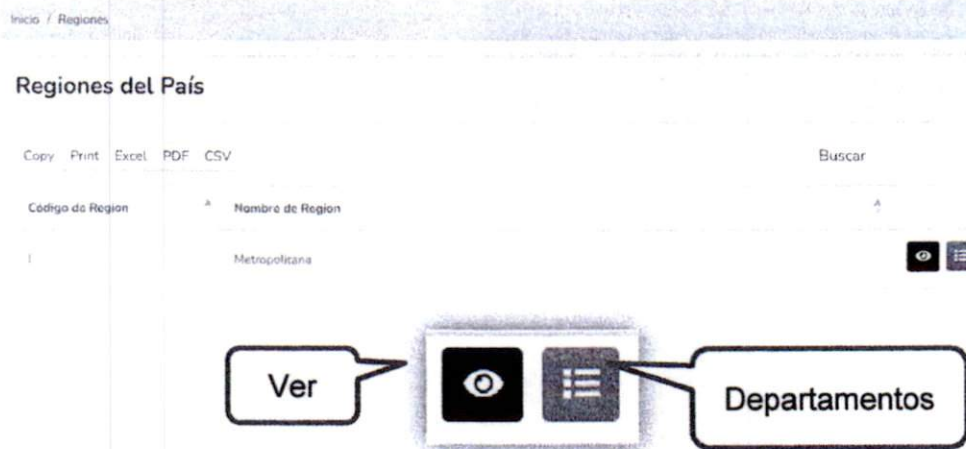 Inicio / Regiones
Regiones del País
Copy Print Excel PDF CSV
Buscar
Código de Region Nombre de Region
I Metropolitana
Ver
Departamentos